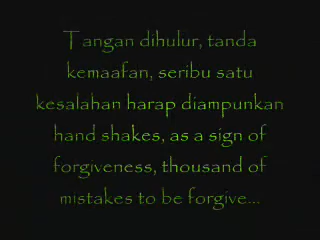 Tangan dihulur, tanda
kemaafan, seribu satu
kesalahan harap diampunkan
hand shakes, as a sign of
forgiveness, thousand of
mistakes to be forgive...